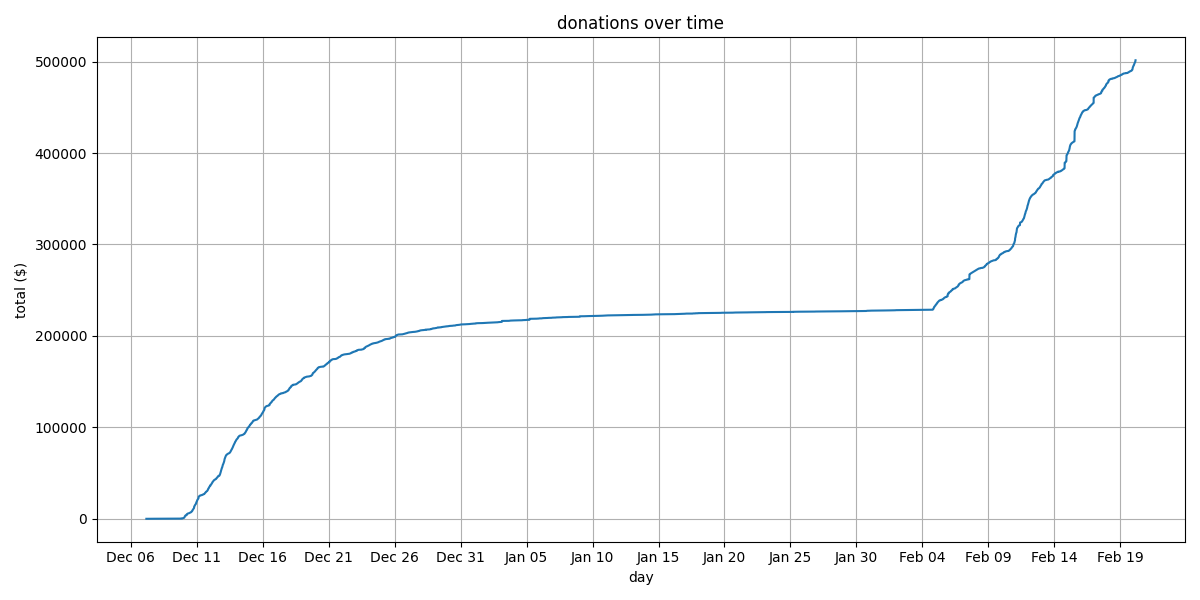 donations over time
total ($)
500000
400000
300000
200000
100000
0
Dec 06 Dec 11 Dec 16 Dec 21 Dec 26 Dec 31 Jan 05 Jan 10 Jan 15 Jan 20 Jan 25 Jan 30 Feb 04 Feb 09 Feb 14 Feb 19
day